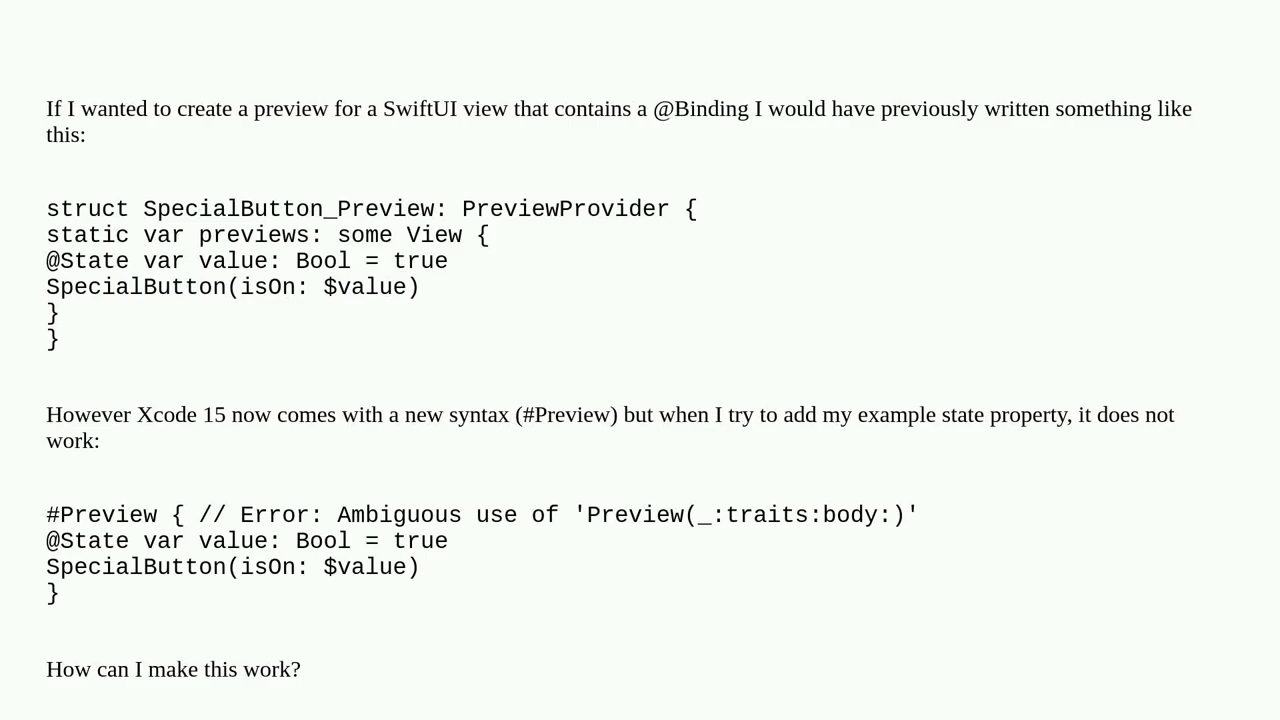 If I wanted to create a preview for a SwiftUI view that contains a @Binding I would have previously written something like
this:
struct SpecialButton_Preview: PreviewProvider {
static var previews: some View {
@State var value: Bool = true
SpecialButton(isOn: $value)
}
}
However Xcode 15 now comes with a new syntax (#Preview) but when I try to add my example state property, it does not
work:
#Preview { // Error: Ambiguous use of 'Preview(_:traits:body:)'
@State var value: Bool = true
SpecialButton(isOn: $value)
}
How can I make this work?